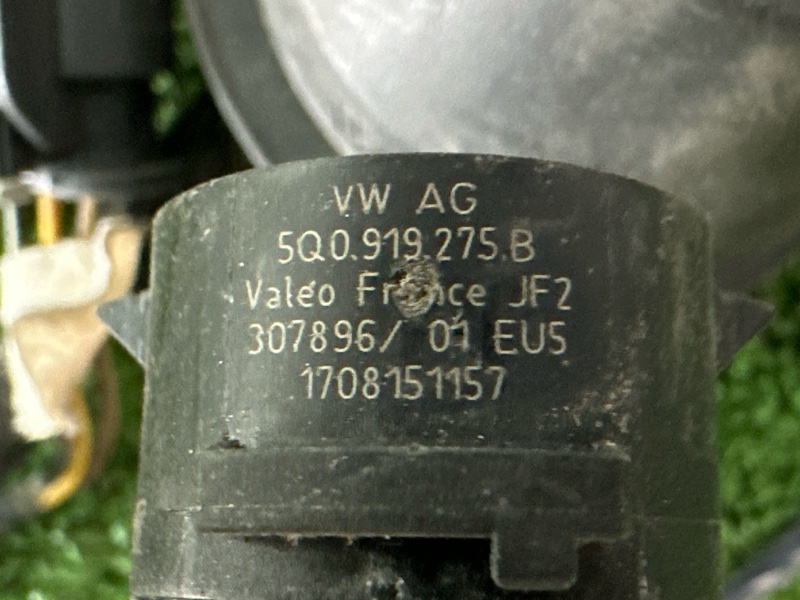 VW AG
5Q0.919.275.B
Valeo France JF2
307896/ 01 EU5
1708151157